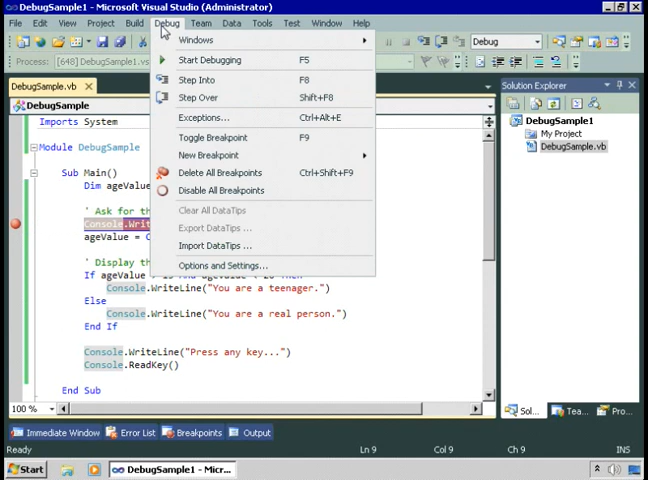 DebugSample1 - Microsoft Visual Studio (Administrator)
File Edit View Project Build Debug Team Data Tools Test Window Help
Debug
Process: [648] DebugSample1.vs
Windows
Start Debugging F5
Step Into F8
Step Over Shift+F8
Exceptions... Ctrl+Alt+E
Toggle Breakpoint F9
New Breakpoint
Delete All Breakpoints Ctrl+Shift+F9
Disable All Breakpoints
Clear All DataTips
Export DataTips ...
Import DataTips ...
Options and Settings...
DebugSample.vb
DebugSample
Imports System
Module DebugSample
Sub Main()
Dim ageValue
' Ask for th
Console.Writ
ageValue = C
' Display th
If ageValue
Console.WriteLine("You are a teenager.")
Else
Console.WriteLine("You are a real person.")
End If
Console.WriteLine("Press any key...")
Console.ReadKey()
End Sub
100 %
Solution Explorer
DebugSample1
My Project
DebugSample.vb
Sol... Tea... Pro...
Immediate Window Error List Breakpoints Output
Ready Ln 9 Col 9 Ch 9 INS
Start DebugSample1 - Micr...